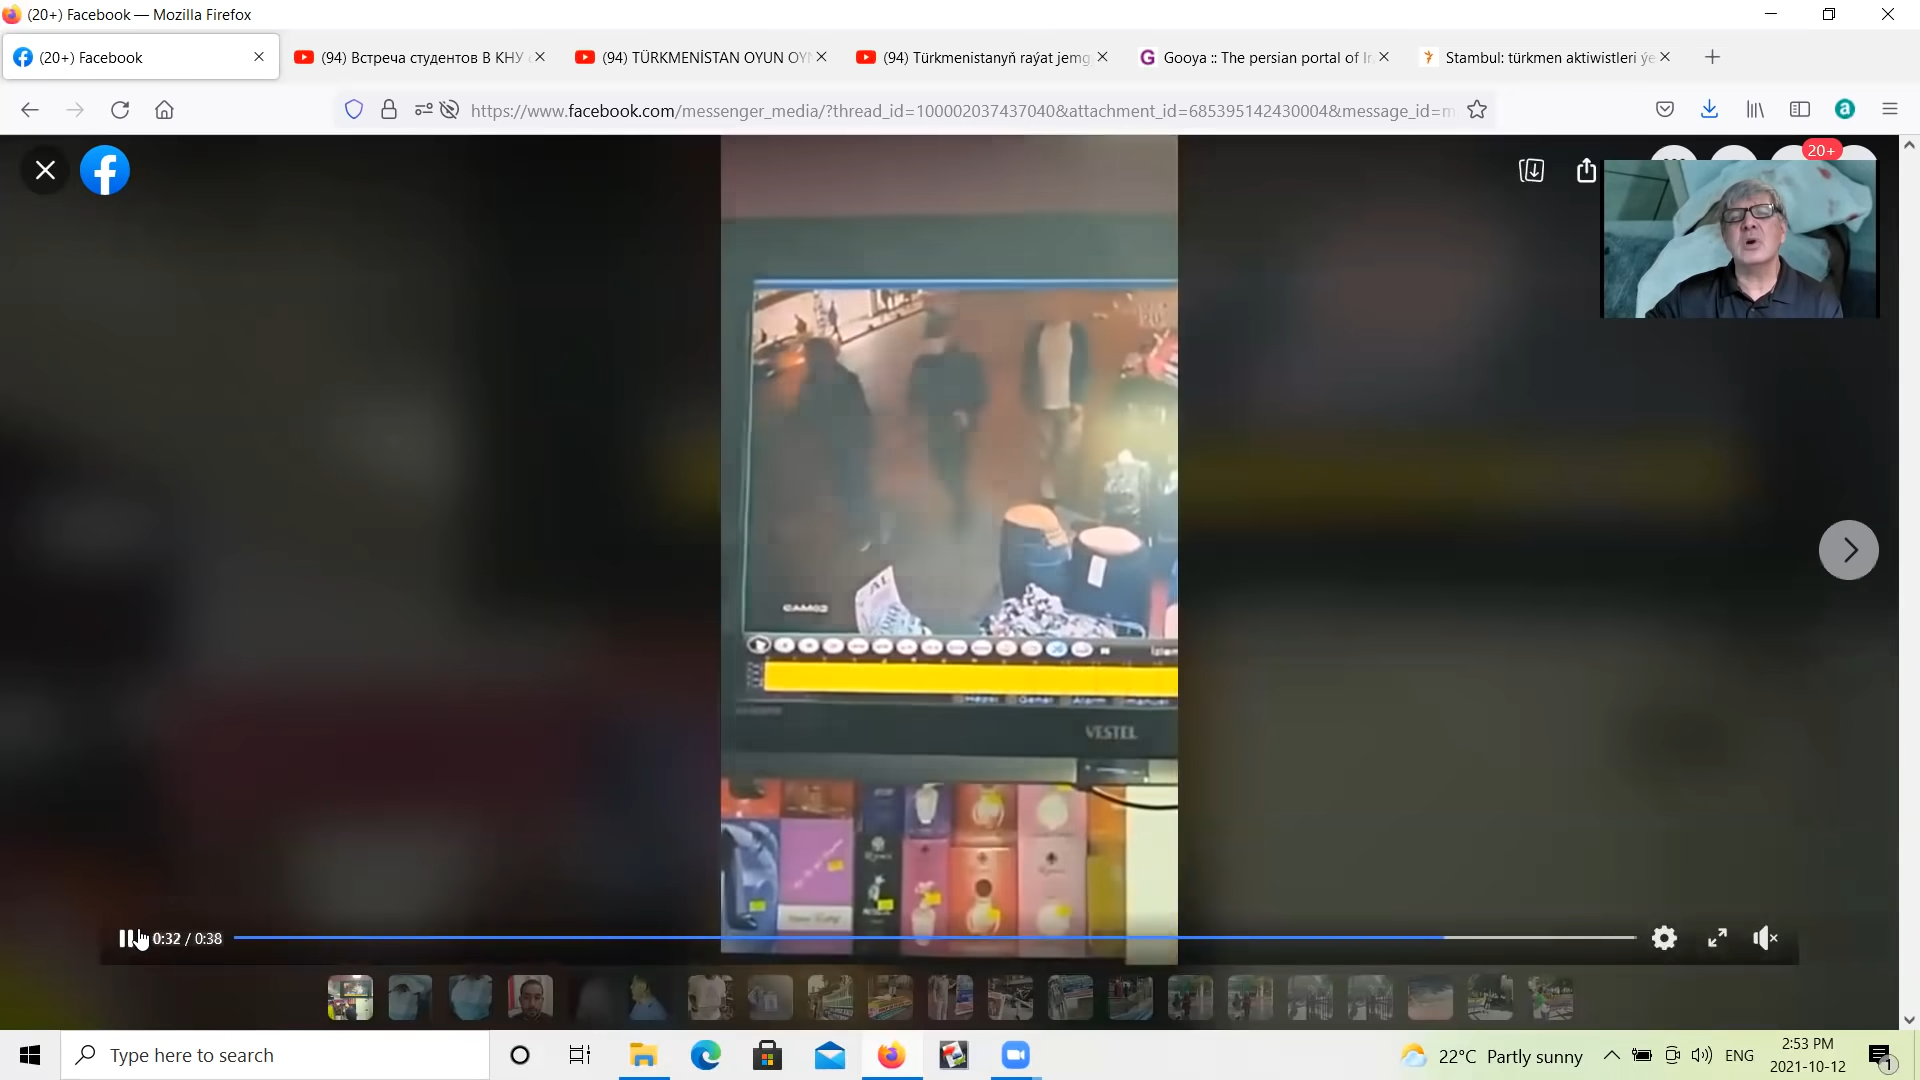 (20+) Facebook — Mozilla Firefox
(20+) Facebook
(94) Встреча студентов В КНУ
(94) TÜRKMENİSTAN OYUN OY
(94) Türkmenistanyň raýat jemg
Gooya :: The persian portal of Ir
Stambul: türkmen aktiwistleri ýe
https://www.facebook.com/messenger_media/?thread_id=100002037437040&attachment_id=685395142430004&message_id=m
20+
AL
CAM02
VESTEL
0:32 / 0:38
Type here to search
22°C Partly sunny
ENG
2:53 PM
2021-10-12
1